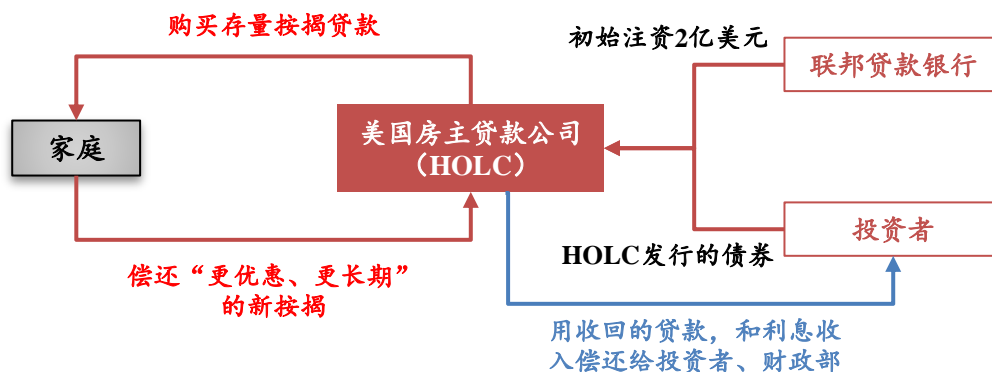 购买存量按揭贷款
初始注资2亿美元
联邦贷款银行
家庭
美国房主贷款公司
（HOLC）
投资者
HOLC发行的债券
偿还“更优惠、更长期”
的新按揭
用收回的贷款，和利息收
入偿还给投资者、财政部